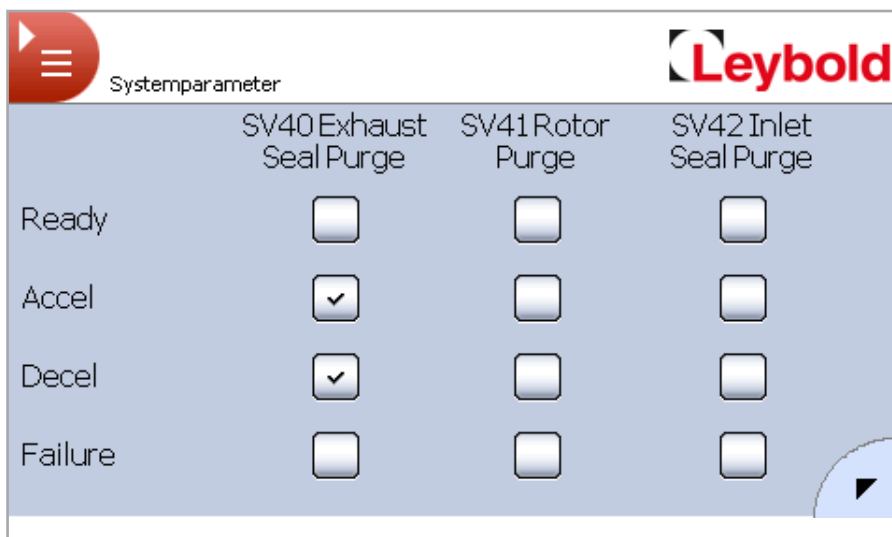 Leybold
Systemparameter
SV40 Exhaust Seal Purge
SV41 Rotor Purge
SV42 Inlet Seal Purge
Ready
Accel
Decel
Failure